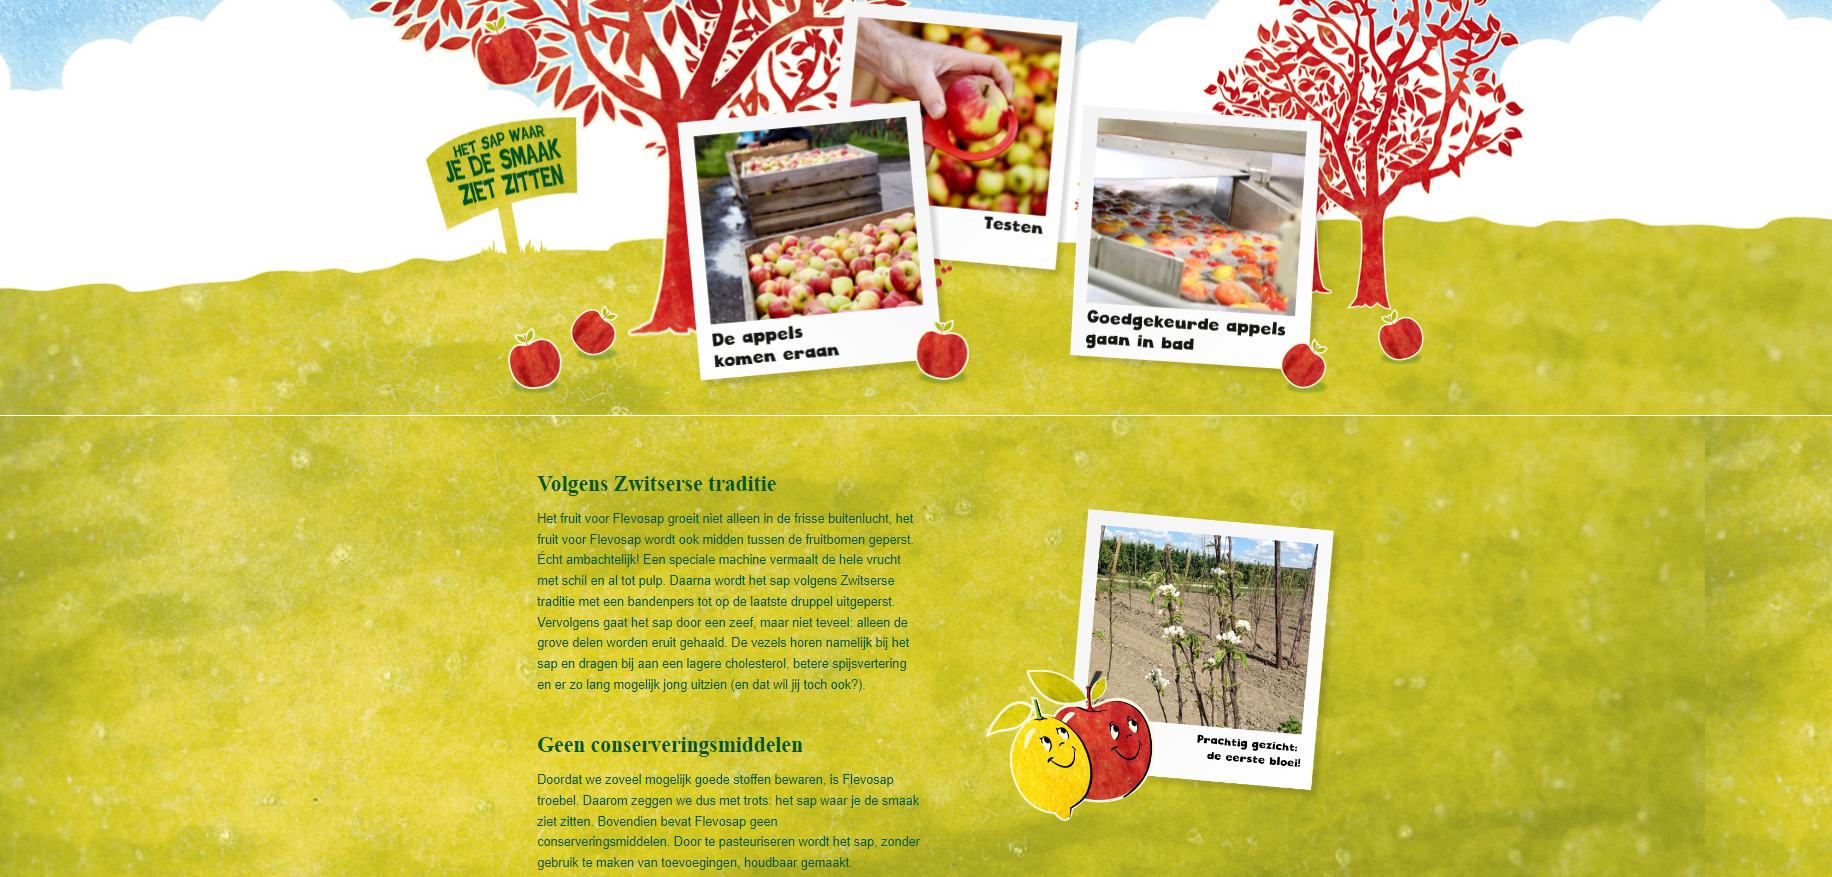 HET SAP WAAR
JE DE SMAAK
ZIET ZITTEN
Testen
De appels
komen eraan
Goedgekeurde appels
gaan in bad
Volgens Zwitserse traditie
Het fruit voor Flevosap groeit niet alleen in de frisse buitenlucht, het
fruit voor Flevosap wordt ook midden tussen de fruitbomen geperst.
Écht ambachtelijk! Een speciale machine vermaalt de hele vrucht
met schil en al tot pulp. Daarna wordt het sap volgens Zwitserse
traditie met een bandenpers tot op de laatste druppel uitgeperst.
Vervolgens gaat het sap door een zeef, maar niet teveel: alleen de
grove delen worden eruit gehaald. De vezels horen namelijk bij het
sap en dragen bij aan een lagere cholesterol, betere spijsvertering
en er zo lang mogelijk jong uitzien (en dat wil jij toch ook?).
Prachtig gezicht:
de eerste bloei!
Geen conserveringsmiddelen
Doordat we zoveel mogelijk goede stoffen bewaren, is Flevosap
troebel. Daarom zeggen we dus met trots: het sap waar je de smaak
ziet zitten. Bovendien bevat Flevosap geen
conserveringsmiddelen. Door te pasteuriseren wordt het sap, zonder
gebruik te maken van toevoegingen, houdbaar gemaakt.